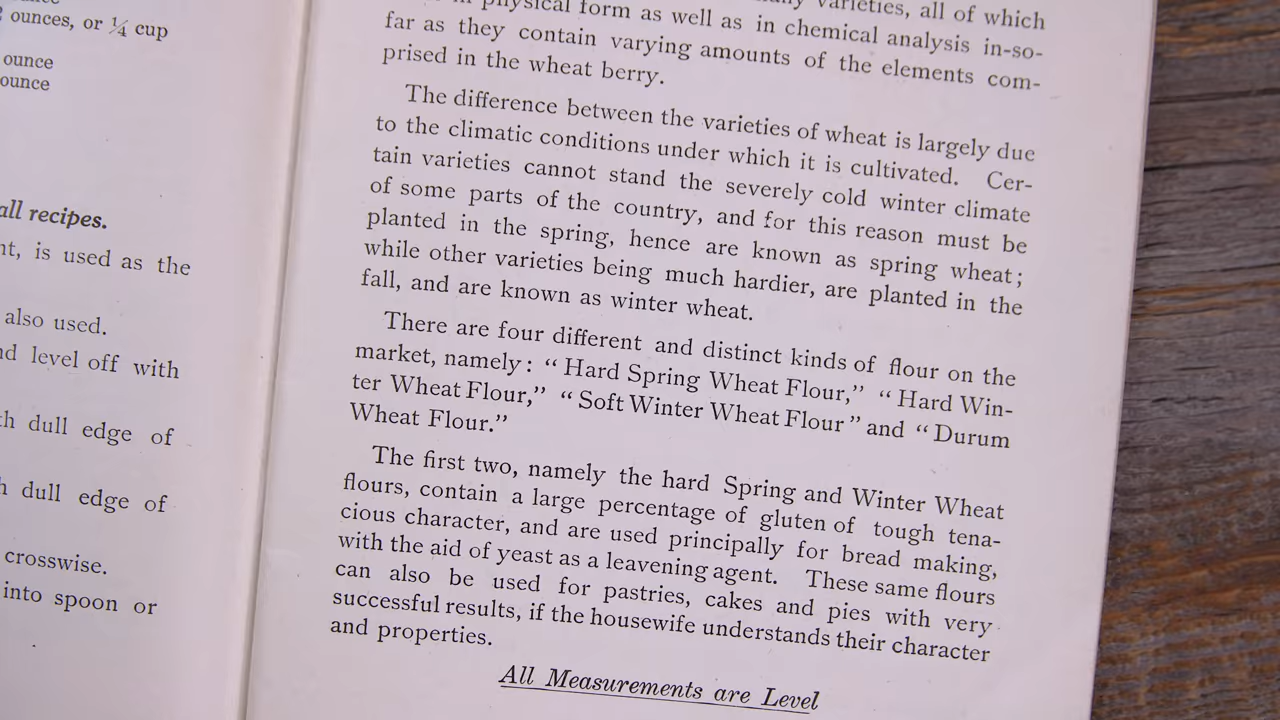 ounces, or ¼ cup
ounce
ounce
all recipes.
nt, is used as the
also used.
nd level off with
th dull edge of
h dull edge of
crosswise.
into spoon or
physical form as well as in chemical analysis in-so-
far as they contain varying amounts of the elements com-
prised in the wheat berry.
The difference between the varieties of wheat is largely due
to the climatic conditions under which it is cultivated. Cer-
tain varieties cannot stand the severely cold winter climate
of some parts of the country, and for this reason must be
planted in the spring, hence are known as spring wheat;
while other varieties being much hardier, are planted in the
fall, and are known as winter wheat.
There are four different and distinct kinds of flour on the
market, namely: “Hard Spring Wheat Flour,” “Hard Win-
ter Wheat Flour,” “Soft Winter Wheat Flour” and “Durum
Wheat Flour.”
The first two, namely the hard Spring and Winter Wheat
flours, contain a large percentage of gluten of tough tena-
cious character, and are used principally for bread making,
with the aid of yeast as a leavening agent. These same flours
can also be used for pastries, cakes and pies with very
successful results, if the housewife understands their character
and properties.
All Measurements are Level